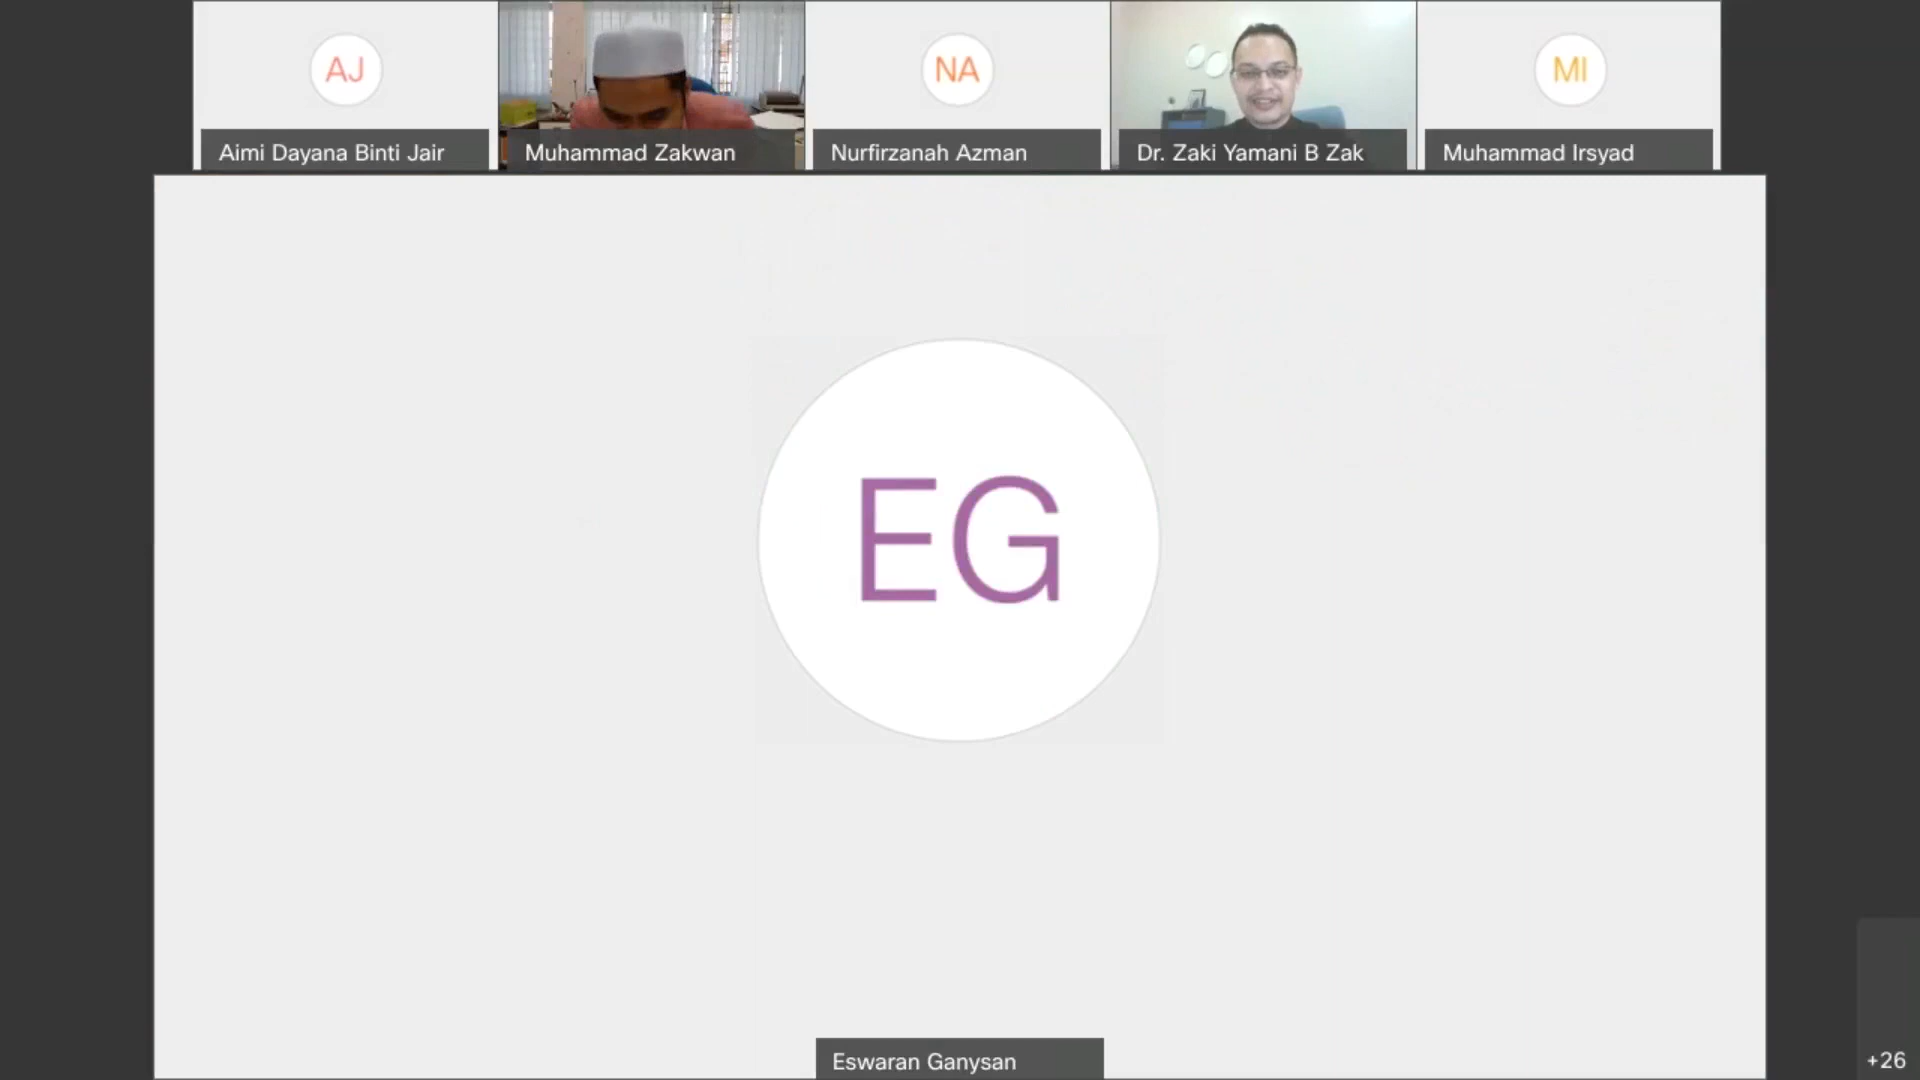 AJ
NA
MI
Aimi Dayana Binti Jair
Muhammad Zakwan
Nurfirzanah Azman
Dr. Zaki Yamani B Zak
Muhammad Irsyad
EG
Eswaran Ganysan
+26